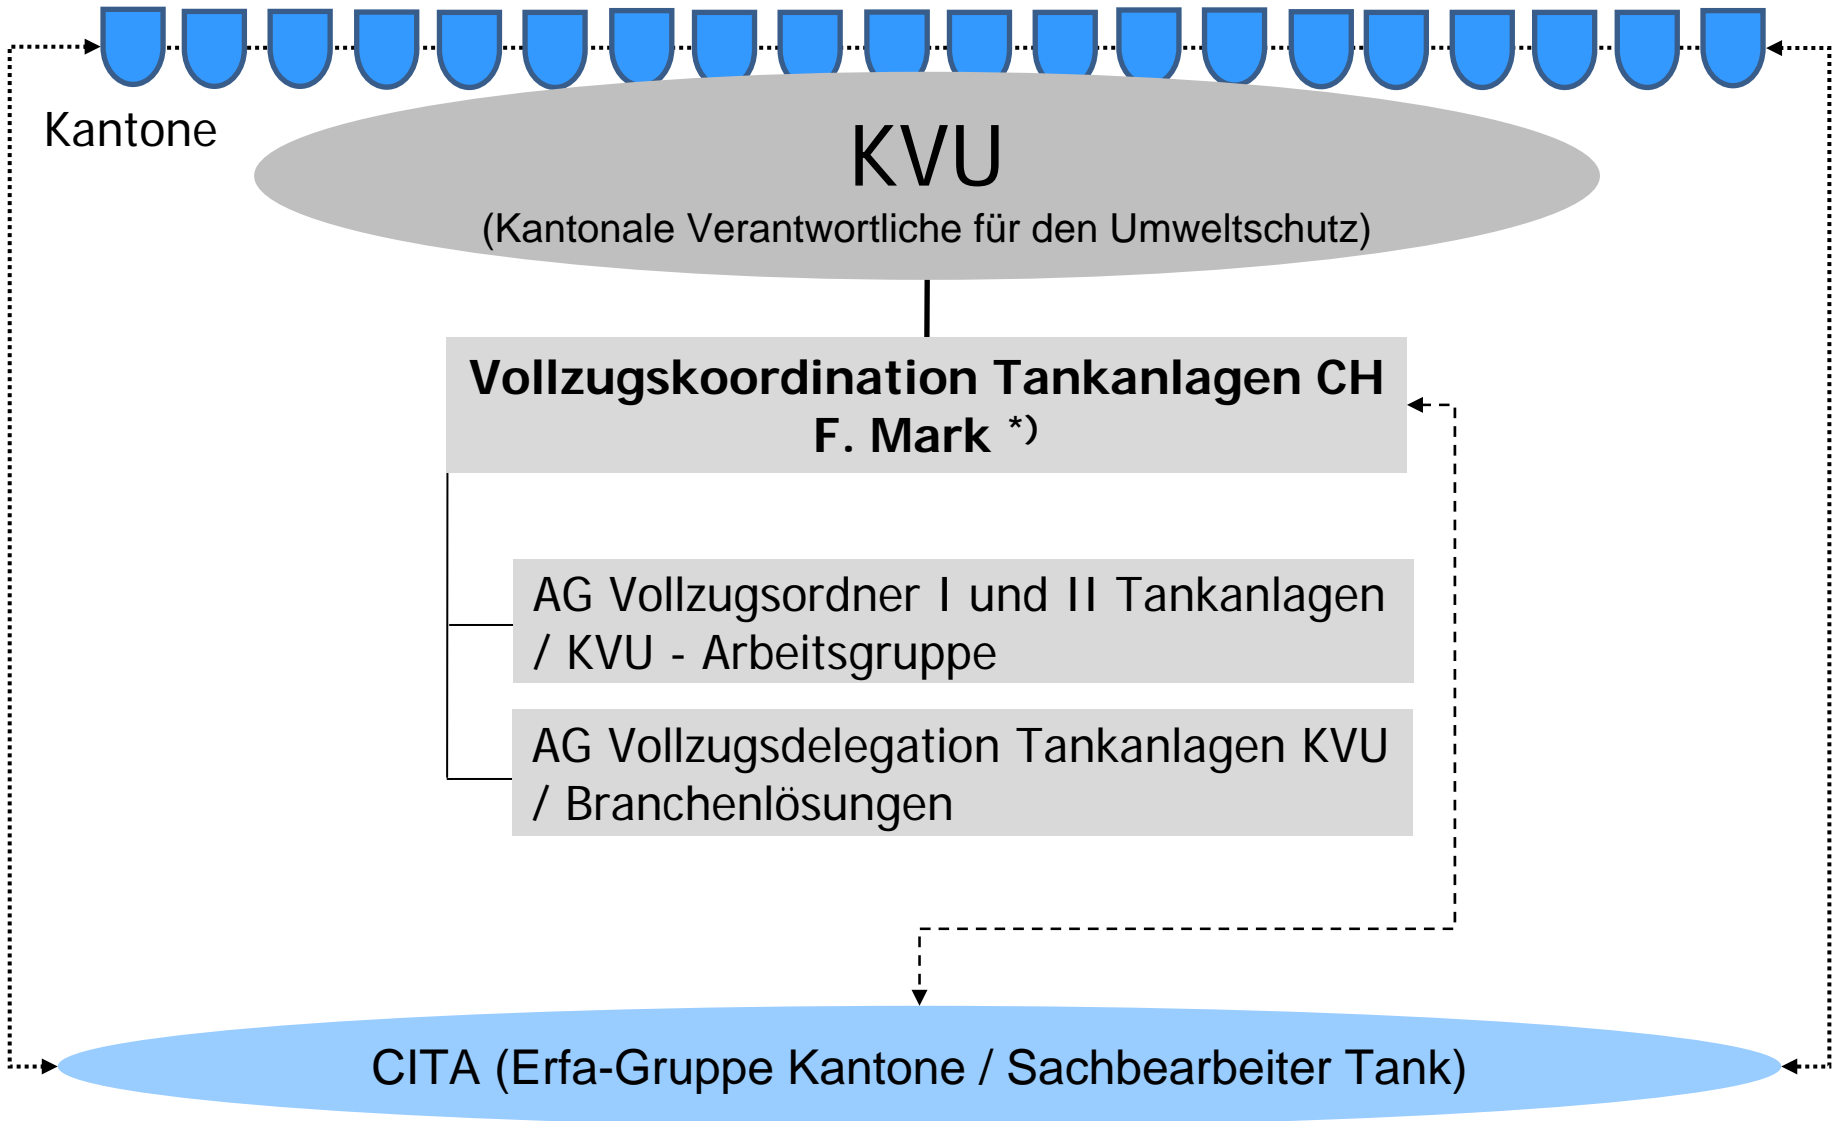 Kantone
KVU
(Kantonale Verantwortliche für den Umweltschutz)
Vollzugskoordination Tankanlagen CH
F. Mark *)
AG Vollzugsordner I und II Tankanlagen
/ KVU - Arbeitsgruppe
AG Vollzugsdelegation Tankanlagen KVU
/ Branchenlösungen
CITA (Erfa-Gruppe Kantone / Sachbearbeiter Tank)